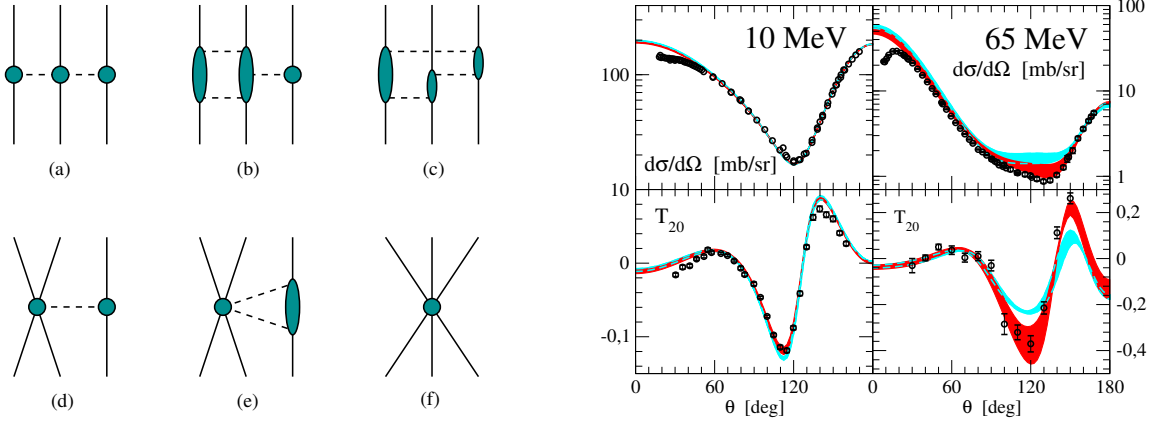 (a)
(b)
(c)
(d)
(e)
(f)
10 MeV
65 MeV
dσ/dΩ [mb/sr]
100
dσ/dΩ [mb/sr]
100
10
1
10
T20
0
-0,1
0 60 120
θ [deg]
T20
0,2
0
-0,2
-0,4
0 60 120 180
θ [deg]